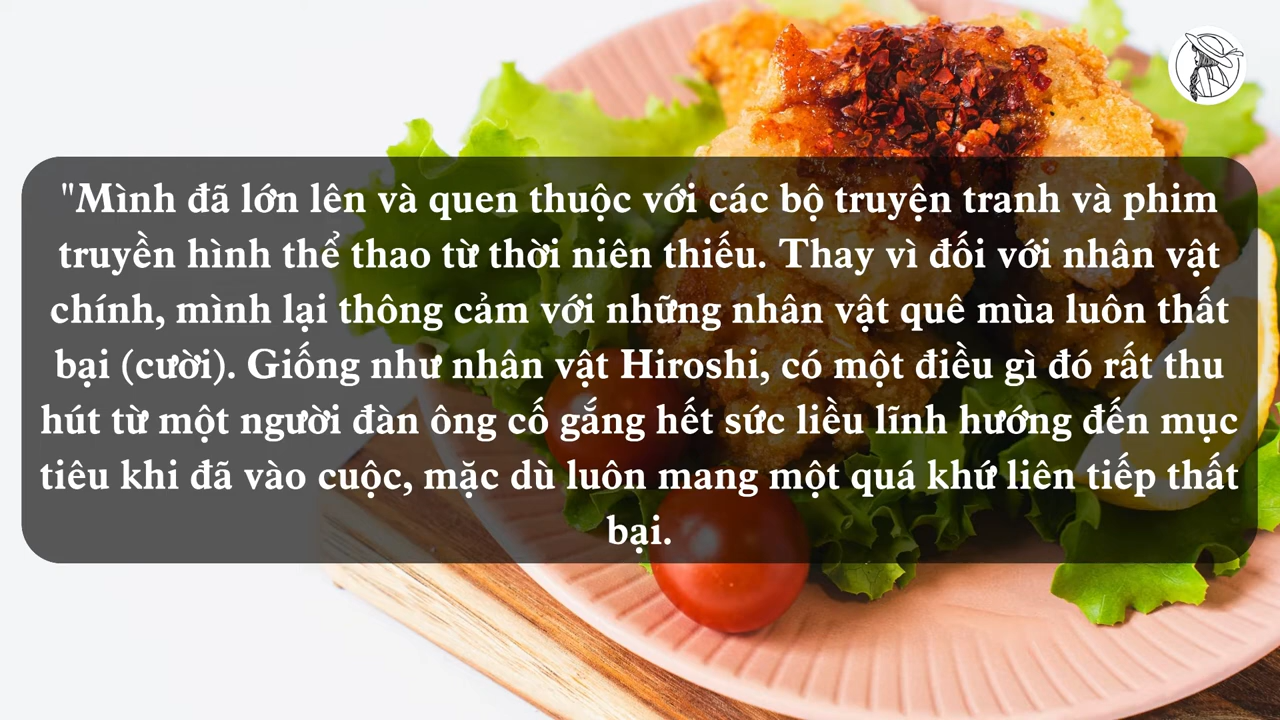 "Mình đã lớn lên và quen thuộc với các bộ truyện tranh và phim
truyền hình thể thao từ thời niên thiếu. Thay vì đối với nhân vật
chính, mình lại thông cảm với những nhân vật quê mùa luôn thất
bại (cười). Giống như nhân vật Hiroshi, có một điều gì đó rất thu
hút từ một người đàn ông cố gắng hết sức liều lĩnh hướng đến mục
tiêu khi đã vào cuộc, mặc dù luôn mang một quá khứ liên tiếp thất
bại.